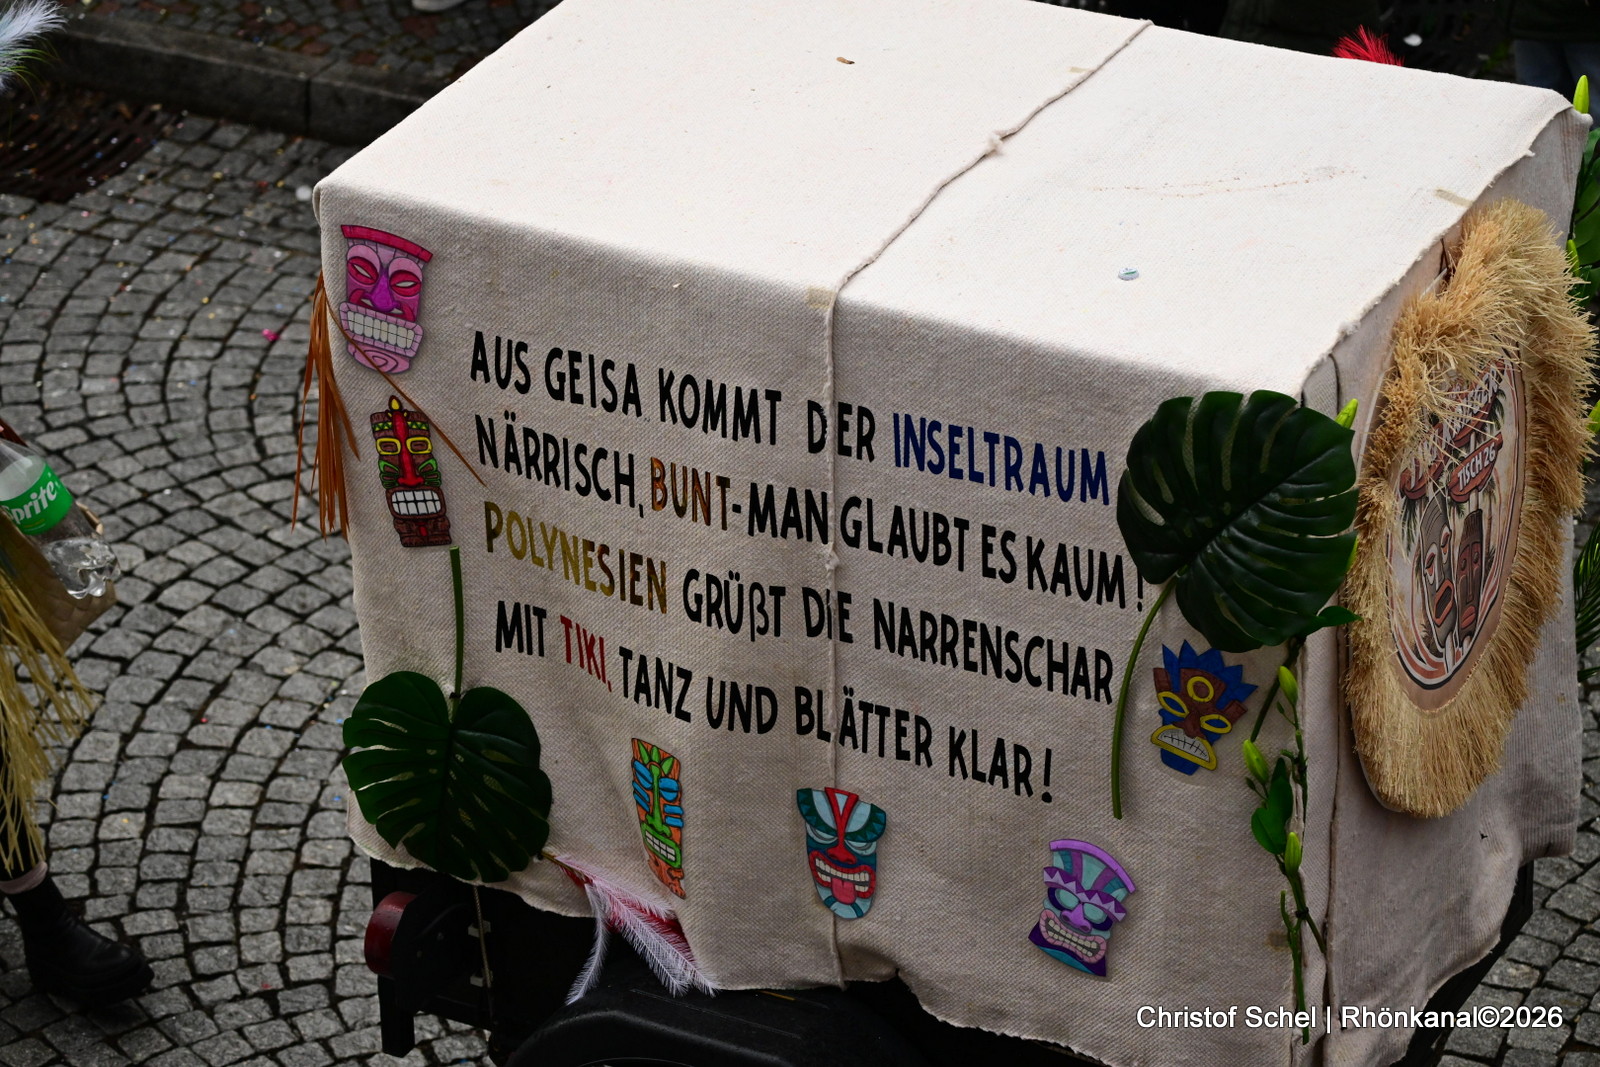 AUS GEISA KOMMT DER INSELTRAUM
NÄRRISCH, BUNT-MAN GLAUBT ES KAUM!
POLYNESIEN GRÜßT DIE NARRENSCHAR
MIT TIKI, TANZ UND BLÄTTER KLAR!
TISCH 26
Sprite
Christof Schel | Rhönkanal©2026